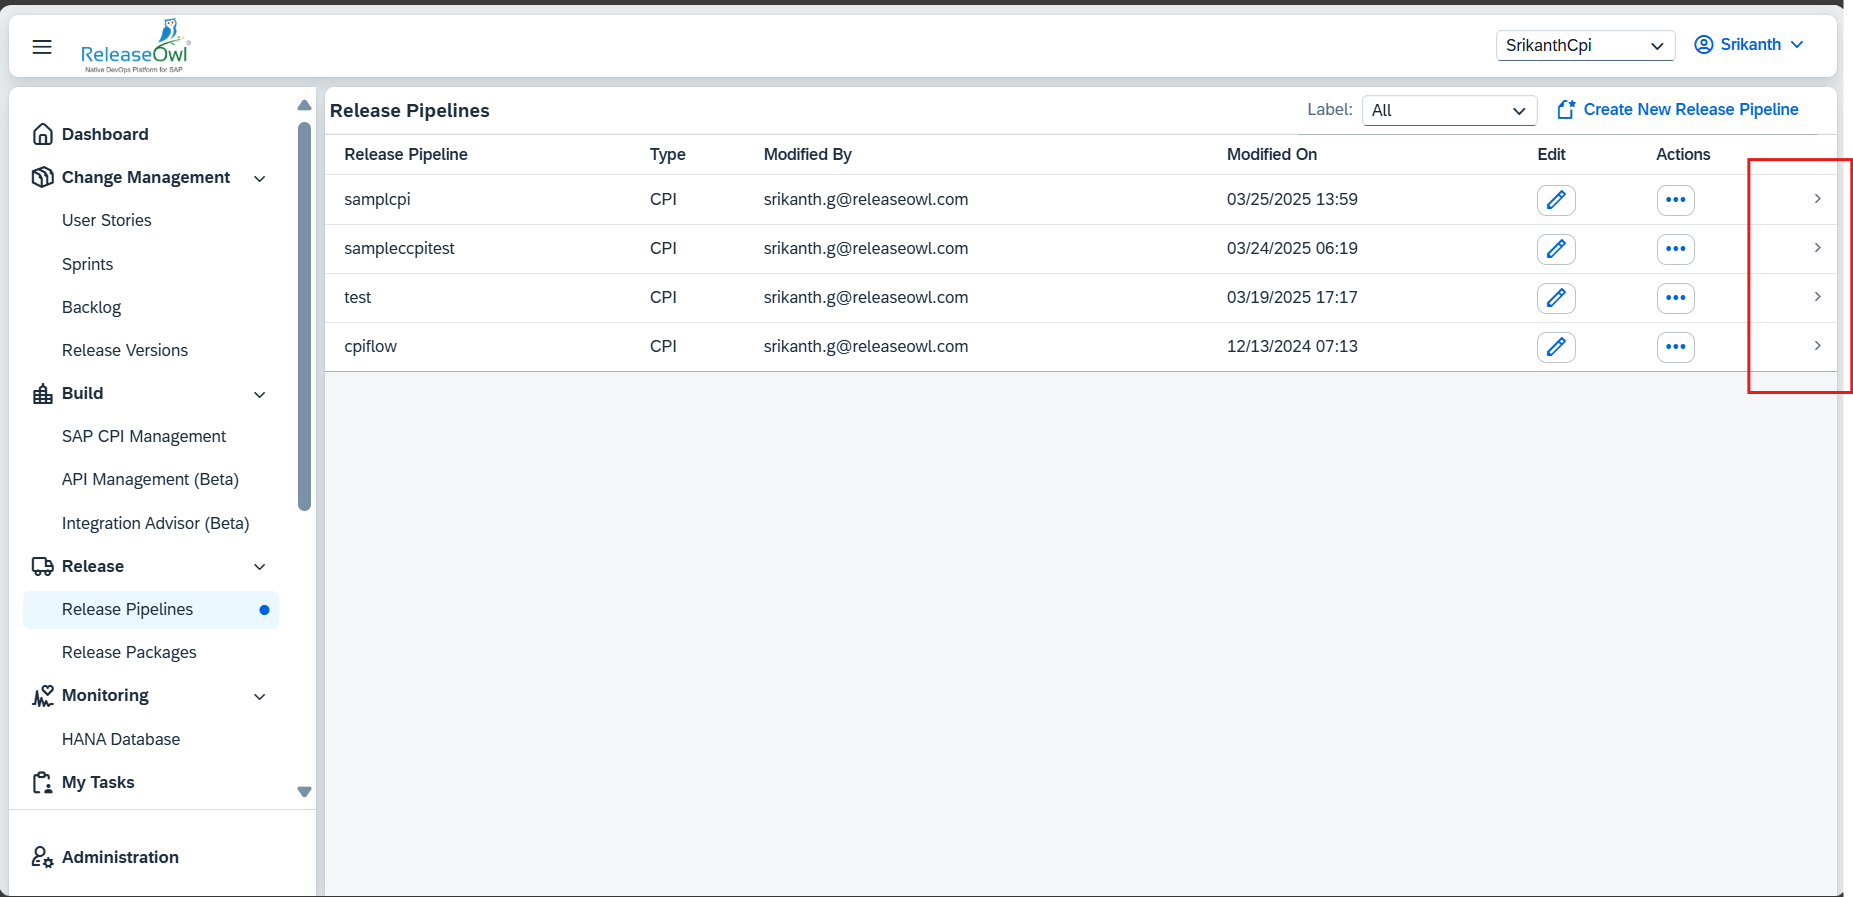 ReleaseOwl®
Native DevOps Platform for SAP
SrikanthCpi
Srikanth
Dashboard
Change Management
User Stories
Sprints
Backlog
Release Versions
Build
SAP CPI Management
API Management (Beta)
Integration Advisor (Beta)
Release
Release Pipelines
Release Packages
Monitoring
HANA Database
My Tasks
Administration
Release Pipelines
Label: All Create New Release Pipeline
Release Pipeline Type Modified By Modified On Edit Actions
samplcpi CPI srikanth.g@releaseowl.com 03/25/2025 13:59
sampleccpitest CPI srikanth.g@releaseowl.com 03/24/2025 06:19
test CPI srikanth.g@releaseowl.com 03/19/2025 17:17
cpiflow CPI srikanth.g@releaseowl.com 12/13/2024 07:13